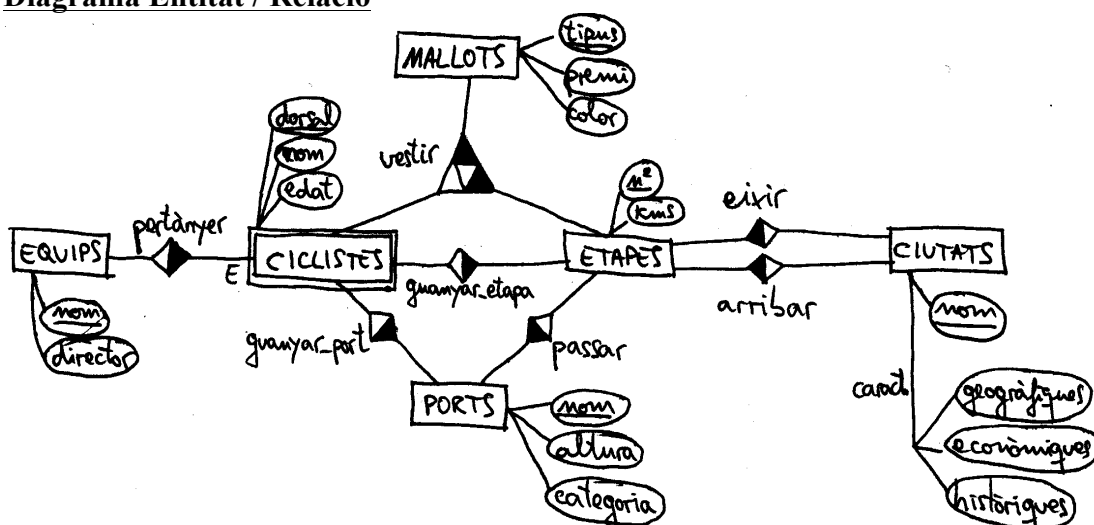 Diagrama Entitat / Relació
MALLOTS
tipus
premi
color
dorsal
nom
edat
vestir
nº
kms
eixir
pertànyer
EQUIPS
E
CICLISTES
guanyar_etapa
ETAPES
CIUTATS
arribar
nom
director
guanyar_port
passar
nom
PORTS
nom
altura
categoria
caract.
geogràfiques
econòmiques
històriques